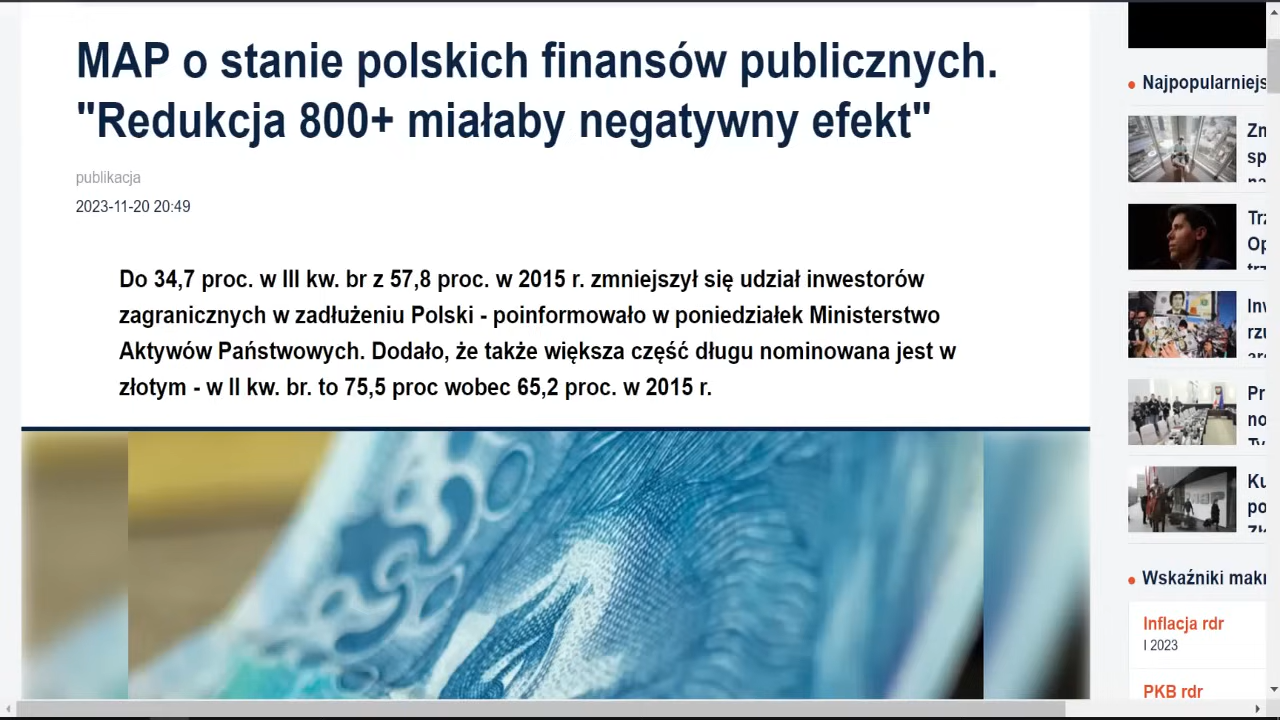 MAP o stanie polskich finansów publicznych.
"Redukcja 800+ miałaby negatywny efekt"
publikacja
2023-11-20 20:49
Do 34,7 proc. w III kw. br z 57,8 proc. w 2015 r. zmniejszył się udział inwestorów
zagranicznych w zadłużeniu Polski - poinformowało w poniedziałek Ministerstwo
Aktywów Państwowych. Dodało, że także większa część długu nominowana jest w
złotym - w II kw. br. to 75,5 proc wobec 65,2 proc. w 2015 r.
Najpopularniejs
Wskaźniki makr
Inflacja rdr
I 2023
PKB rdr